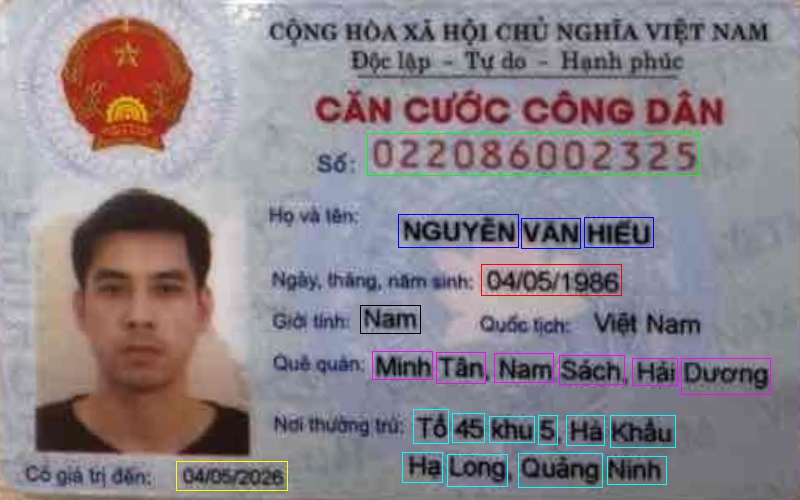 CỘNG HÒA XÃ HỘI CHỦ NGHĨA VIỆT NAM
Độc lập - Tự do - Hạnh phúc
CĂN CƯỚC CÔNG DÂN
Số: 022086002325
Họ và tên: NGUYỄN VĂN HIẾU
Ngày, tháng, năm sinh: 04/05/1986
Giới tính: Nam Quốc tịch: Việt Nam
Quê quán: Minh Tân, Nam Sách, Hải Dương
Nơi thường trú: Tổ 45 khu 5, Hà Khẩu
Hạ Long, Quảng Ninh
Có giá trị đến: 04/05/2026